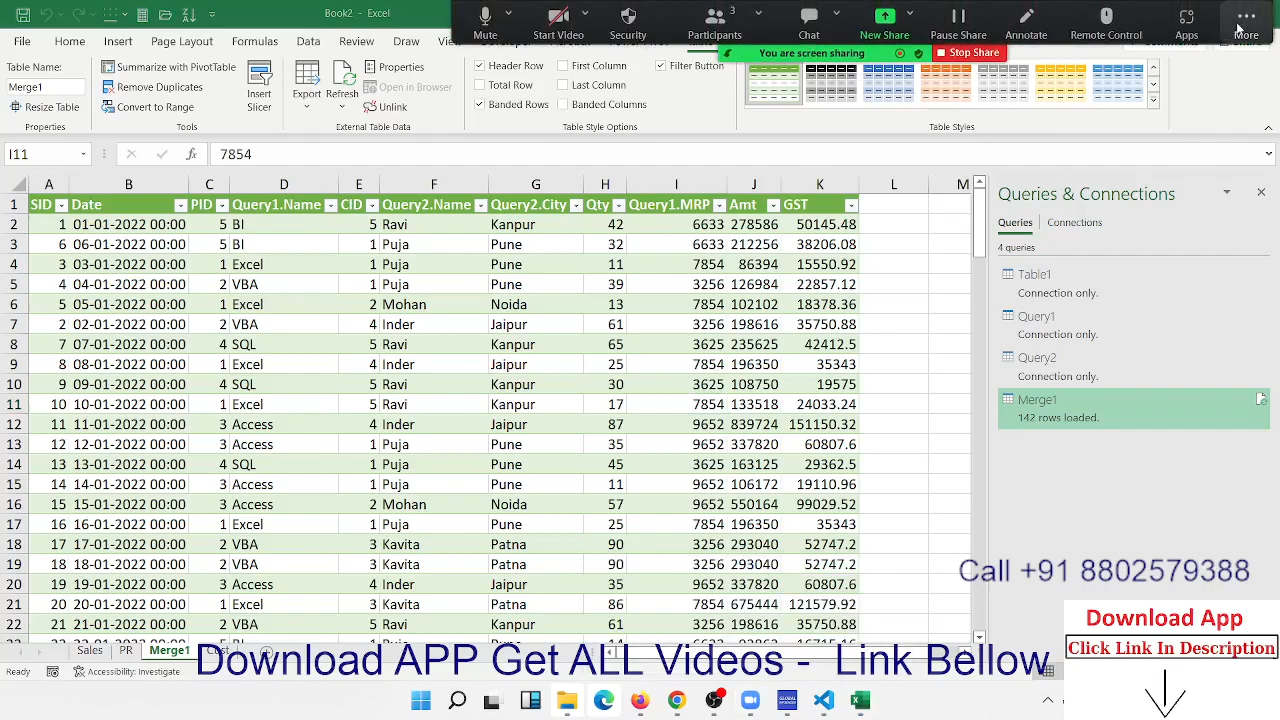 Book2 - Excel
Mute
Start Video
Security
3
Participants
Chat
New Share
Pause Share
Annotate
Remote Control
Apps
More
You are screen sharing
Stop Share
File
Home
Insert
Page Layout
Formulas
Data
Review
View
Table Name:
Merge1
Resize Table
Properties
Summarize with PivotTable
Remove Duplicates
Convert to Range
Tools
Insert
Slicer
Export
Refresh
Properties
Open in Browser
Unlink
External Table Data
Header Row
Total Row
Banded Rows
First Column
Last Column
Banded Columns
Filter Button
Table Style Options
Table Styles
I11
fx
7854
A B C D E F G H I J K L M
1 SID Date PID Query1.Name CID Query2.Name Query2.City Qty Query1.MRP Amt GST
2 1 01-01-2022 00:00 5 BI 5 Ravi Kanpur 42 6633 278586 50145.48
3 6 06-01-2022 00:00 5 BI 1 Puja Pune 32 6633 212256 38206.08
4 3 03-01-2022 00:00 1 Excel 1 Puja Pune 11 7854 86394 15550.92
5 4 04-01-2022 00:00 2 VBA 1 Puja Pune 39 3256 126984 22857.12
6 5 05-01-2022 00:00 1 Excel 2 Mohan Noida 13 7854 102102 18378.36
7 2 02-01-2022 00:00 2 VBA 4 Inder Jaipur 61 3256 198616 35750.88
8 7 07-01-2022 00:00 4 SQL 5 Ravi Kanpur 65 3625 235625 42412.5
9 8 08-01-2022 00:00 1 Excel 4 Inder Jaipur 25 7854 196350 35343
10 9 09-01-2022 00:00 4 SQL 5 Ravi Kanpur 30 3625 108750 19575
11 10 10-01-2022 00:00 1 Excel 5 Ravi Kanpur 17 7854 133518 24033.24
12 11 11-01-2022 00:00 3 Access 4 Inder Jaipur 87 9652 839724 151150.32
13 12 12-01-2022 00:00 3 Access 1 Puja Pune 35 9652 337820 60807.6
14 13 13-01-2022 00:00 4 SQL 1 Puja Pune 45 3625 163125 29362.5
15 14 14-01-2022 00:00 3 Access 1 Puja Pune 11 9652 106172 19110.96
16 15 15-01-2022 00:00 3 Access 2 Mohan Noida 57 9652 550164 99029.52
17 16 16-01-2022 00:00 1 Excel 1 Puja Pune 25 7854 196350 35343
18 17 17-01-2022 00:00 2 VBA 3 Kavita Patna 90 3256 293040 52747.2
19 18 18-01-2022 00:00 2 VBA 3 Kavita Patna 90 3256 293040 52747.2
20 19 19-01-2022 00:00 3 Access 4 Inder Jaipur 35 9652 337820 60807.6
21 20 20-01-2022 00:00 1 Excel 3 Kavita Patna 86 7854 675444 121579.92
22 21 21-01-2022 00:00 2 VBA 5 Ravi Kanpur 61 3256 198616 35750.88
Queries & Connections
Queries
Connections
4 queries
Table1
Connection only.
Query1
Connection only.
Query2
Connection only.
Merge1
142 rows loaded.
Call +91 8802579388
Download App
Click Link In Description
Sales
PR
Merge1
Cost
Download APP Get ALL Videos - Link Bellow
Ready
Accessibility: Investigate